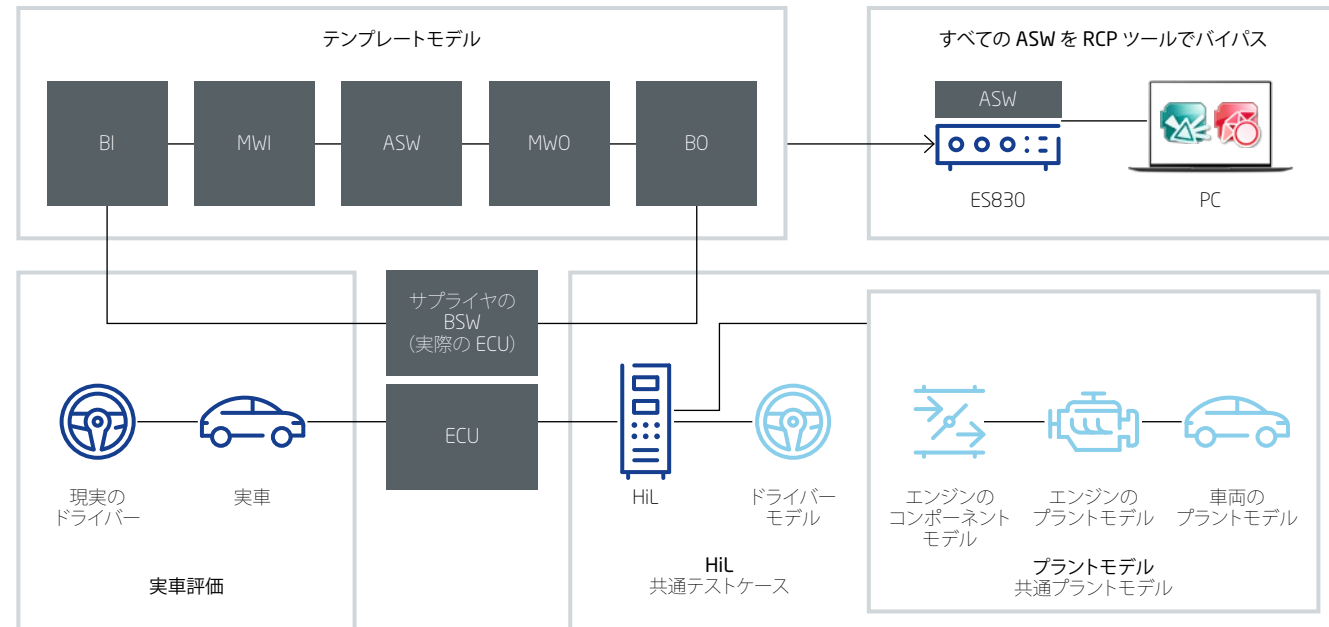 テンプレートモデル
BI
MWI
ASW
MWO
BO
すべての ASW を RCP ツールでバイパス
ASW
ES830
PC
サプライヤの
BSW
(実際の ECU)
ECU
現実の
ドライバー
実車
実車評価
HiL
ドライバー
モデル
HiL
共通テストケース
エンジンの
コンポーネント
モデル
エンジンの
プラントモデル
車両の
プラントモデル
プラントモデル
共通プラントモデル